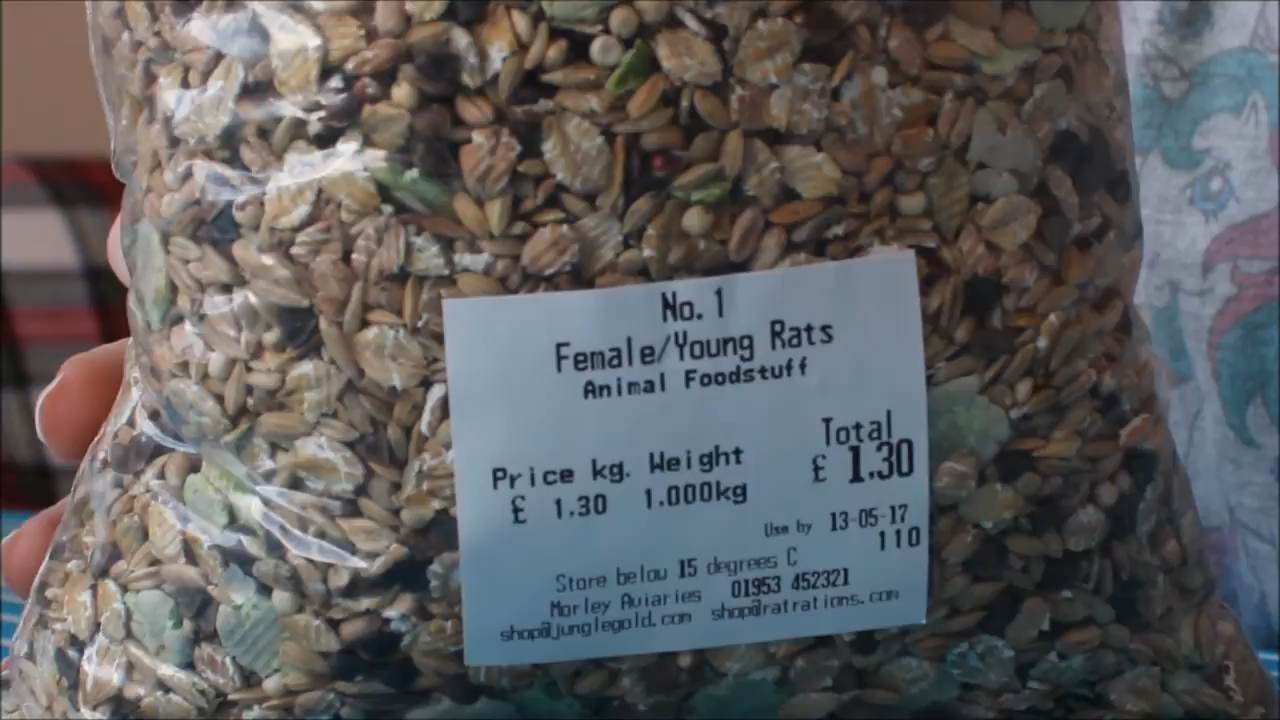 No. 1
Female/Young Rats
Animal Foodstuff
Price kg. Weight Total
£ 1.30 1.000kg £ 1.30
Use by 13-05-17
110
Store below 15 degrees C
Morley Aviaries 01953 452321
shop@junglegold.com shop@ratrations.com